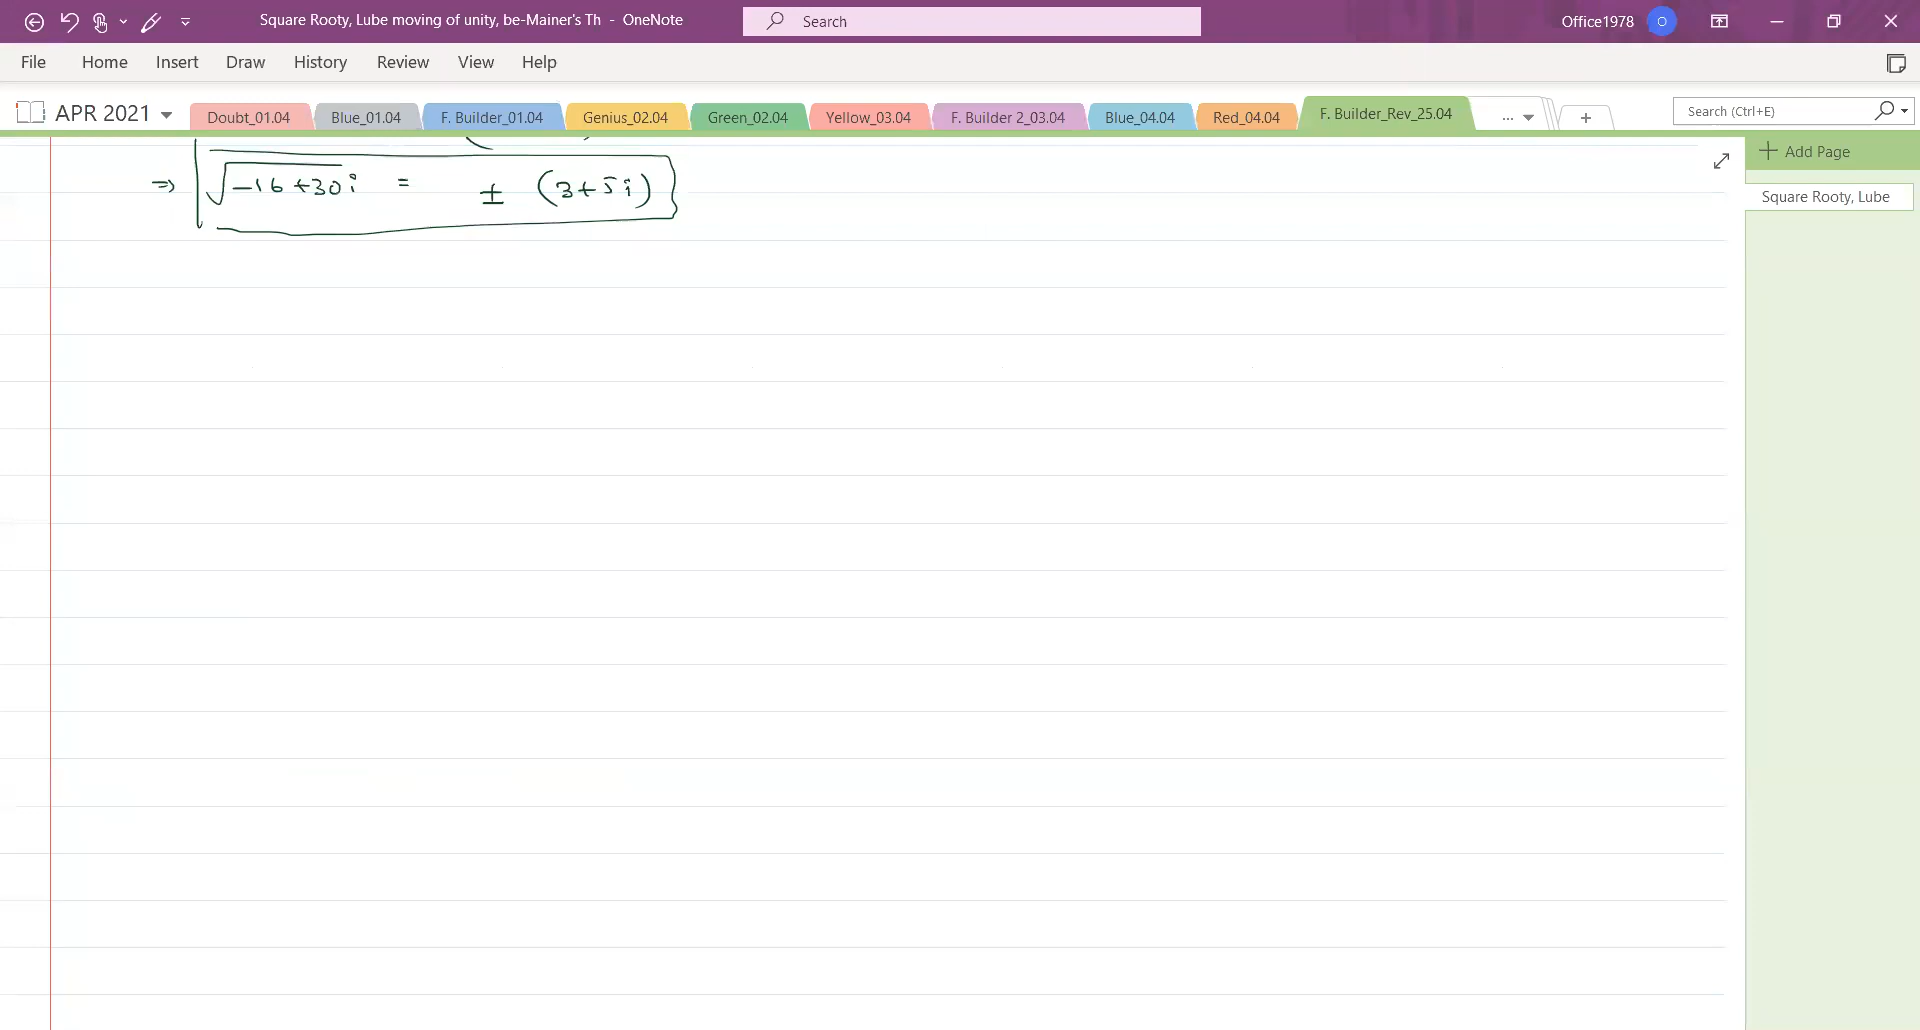 Square Rooty, Lube moving of unity, be-Mainer's Th - OneNote
Search
Office1978
O
File Home Insert Draw History Review View Help
APR 2021
Doubt_01.04 Blue_01.04 F. Builder_01.04 Genius_02.04 Green_02.04 Yellow_03.04 F. Builder 2_03.04 Blue_04.04 Red_04.04 F. Builder_Rev_25.04 ... +
Search (Ctrl+E)
Add Page
⇒ √-16+30i = ± (3+5i)
Square Rooty, Lube